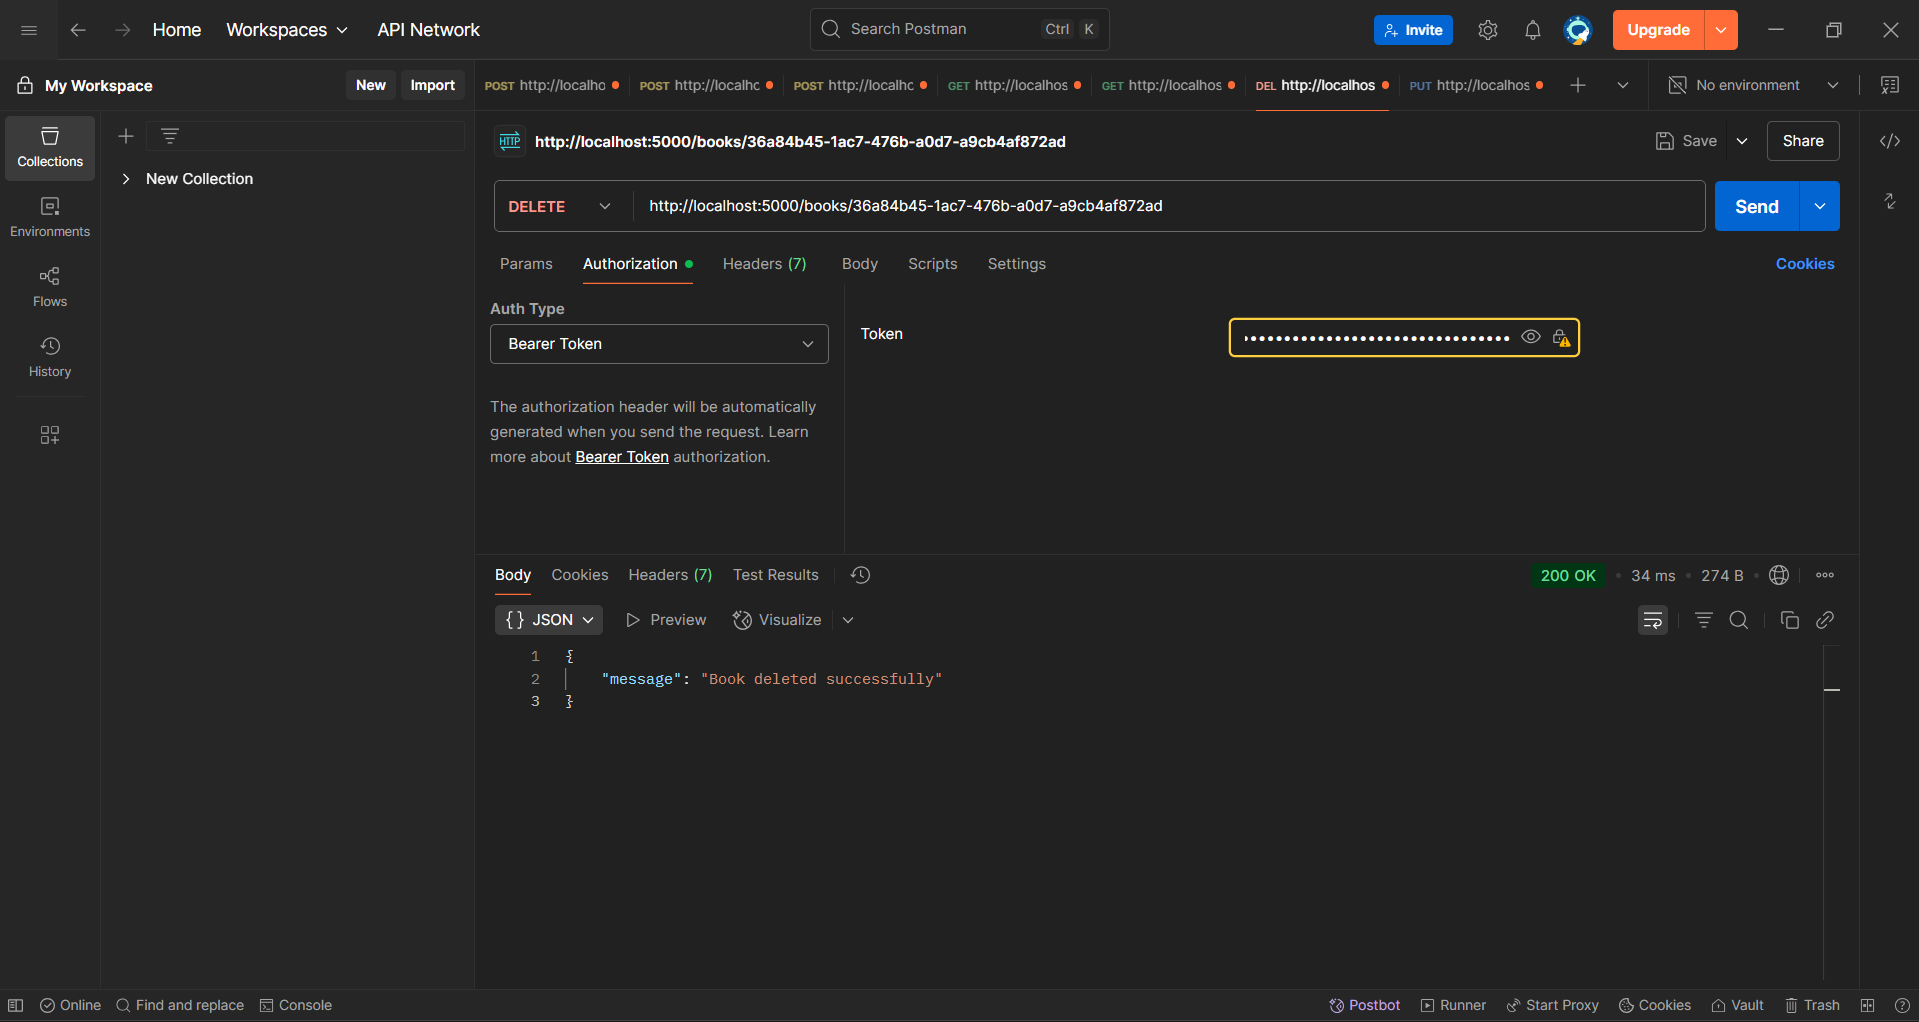 Home
Workspaces
API Network
Search Postman
Ctrl K
Invite
Upgrade
My Workspace
New
Import
POST http://localho
POST http://localhc
POST http://localhc
GET http://localhos
GET http://localhos
DEL http://localhos
PUT http://localhos
No environment
Collections
Environments
Flows
History
New Collection
HTTP
http://localhost:5000/books/36a84b45-1ac7-476b-a0d7-a9cb4af872ad
Save
Share
DELETE
http://localhost:5000/books/36a84b45-1ac7-476b-a0d7-a9cb4af872ad
Send
Params
Authorization
Headers (7)
Body
Scripts
Settings
Cookies
Auth Type
Bearer Token
The authorization header will be automatically
generated when you send the request. Learn
more about Bearer Token authorization.
Token
Body
Cookies
Headers (7)
Test Results
200 OK
34 ms
274 B
{} JSON
Preview
Visualize
1 {
2 "message": "Book deleted successfully"
3 }
Online
Find and replace
Console
Postbot
Runner
Start Proxy
Cookies
Vault
Trash